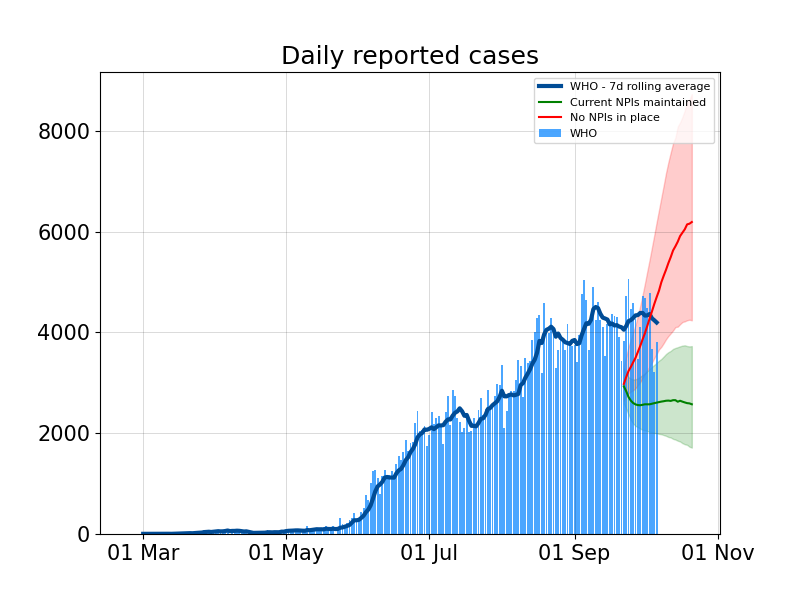 Daily reported cases
WHO - 7d rolling average
Current NPIs maintained
No NPIs in place
WHO
8000
6000
4000
2000
0
01 Mar
01 May
01 Jul
01 Sep
01 Nov